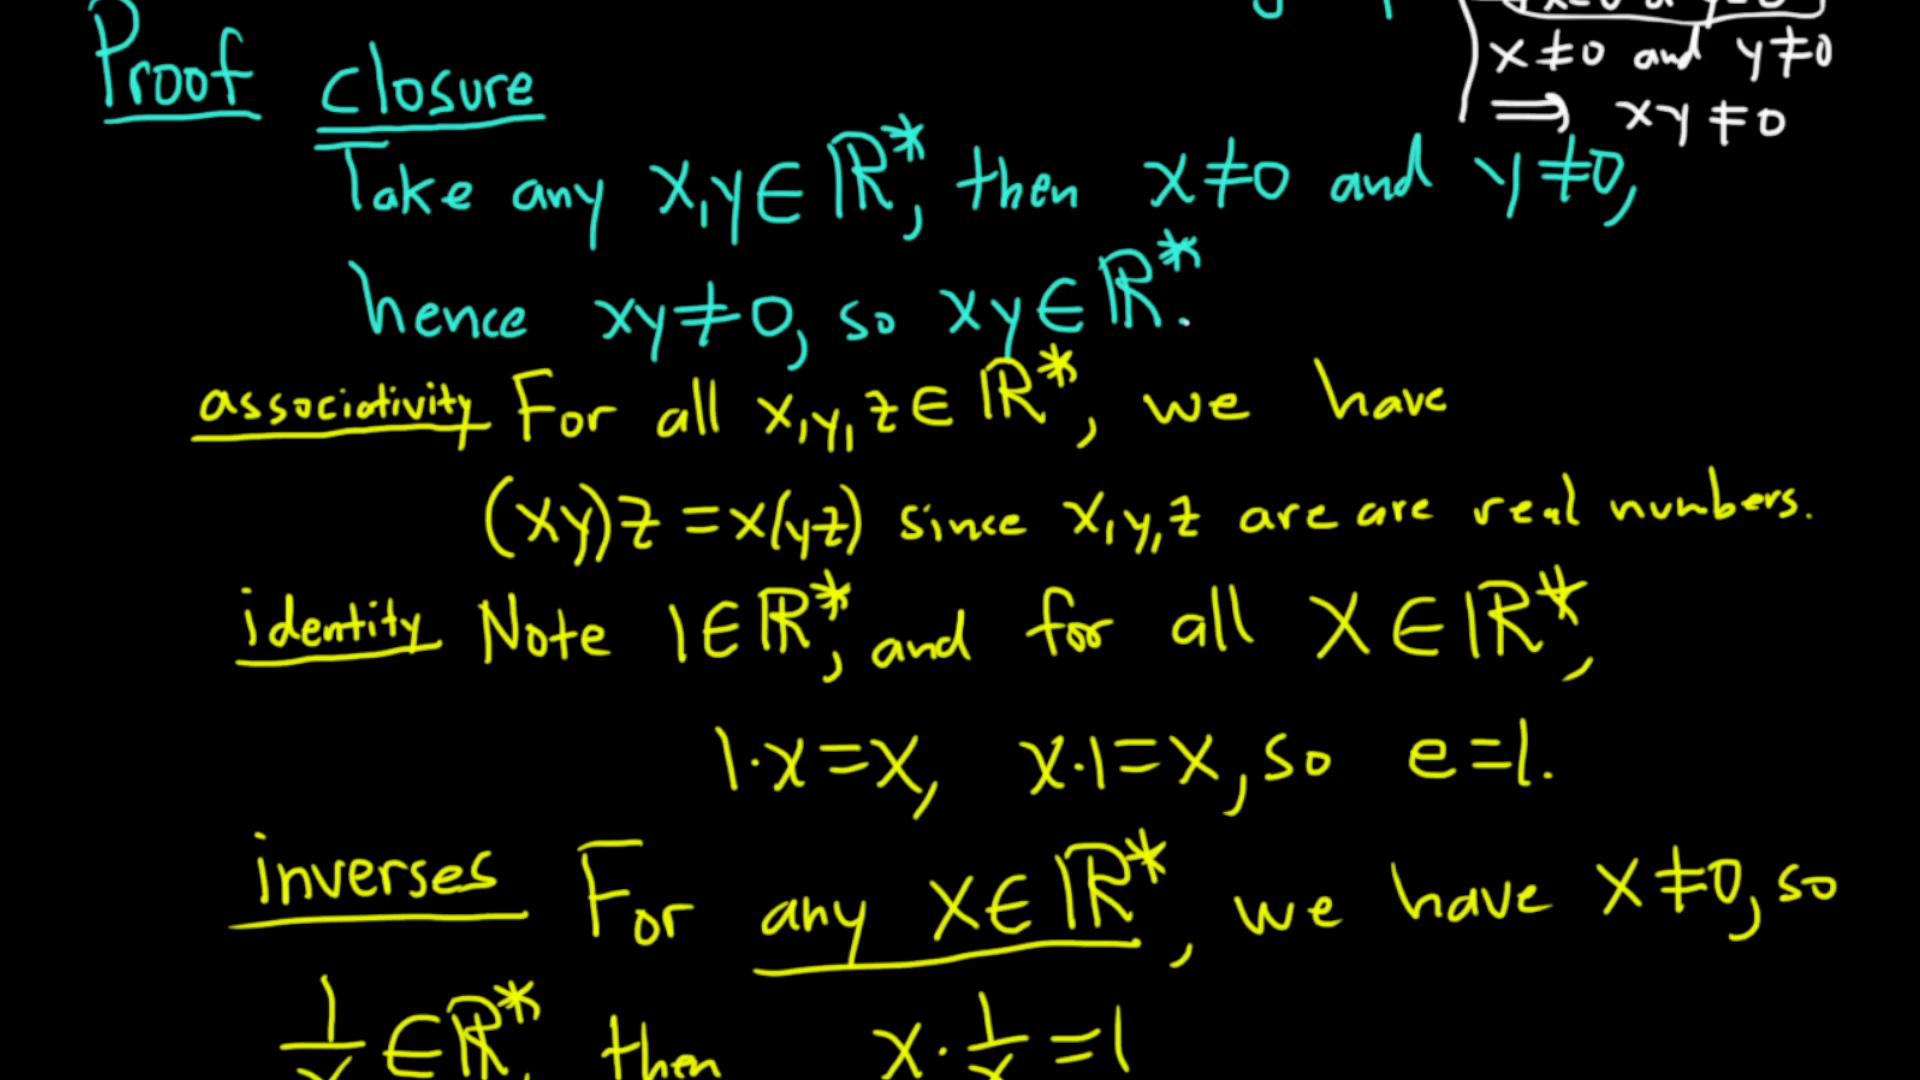 x≠0 and y≠0
⟹ xy≠0
Proof closure
Take any x,y∈ℝ*, then x≠0 and y≠0,
hence xy≠0, so xy∈ℝ*.
associativity For all x,y,z∈ℝ*, we have
(xy)z=x(yz) since x,y,z are are real numbers.
identity Note 1∈ℝ*, and for all x∈ℝ*,
1·x=x, x·1=x, so e=1.
inverses For any x∈ℝ*, we have x≠0, so
1/x ∈ℝ*, then x·1/x=1